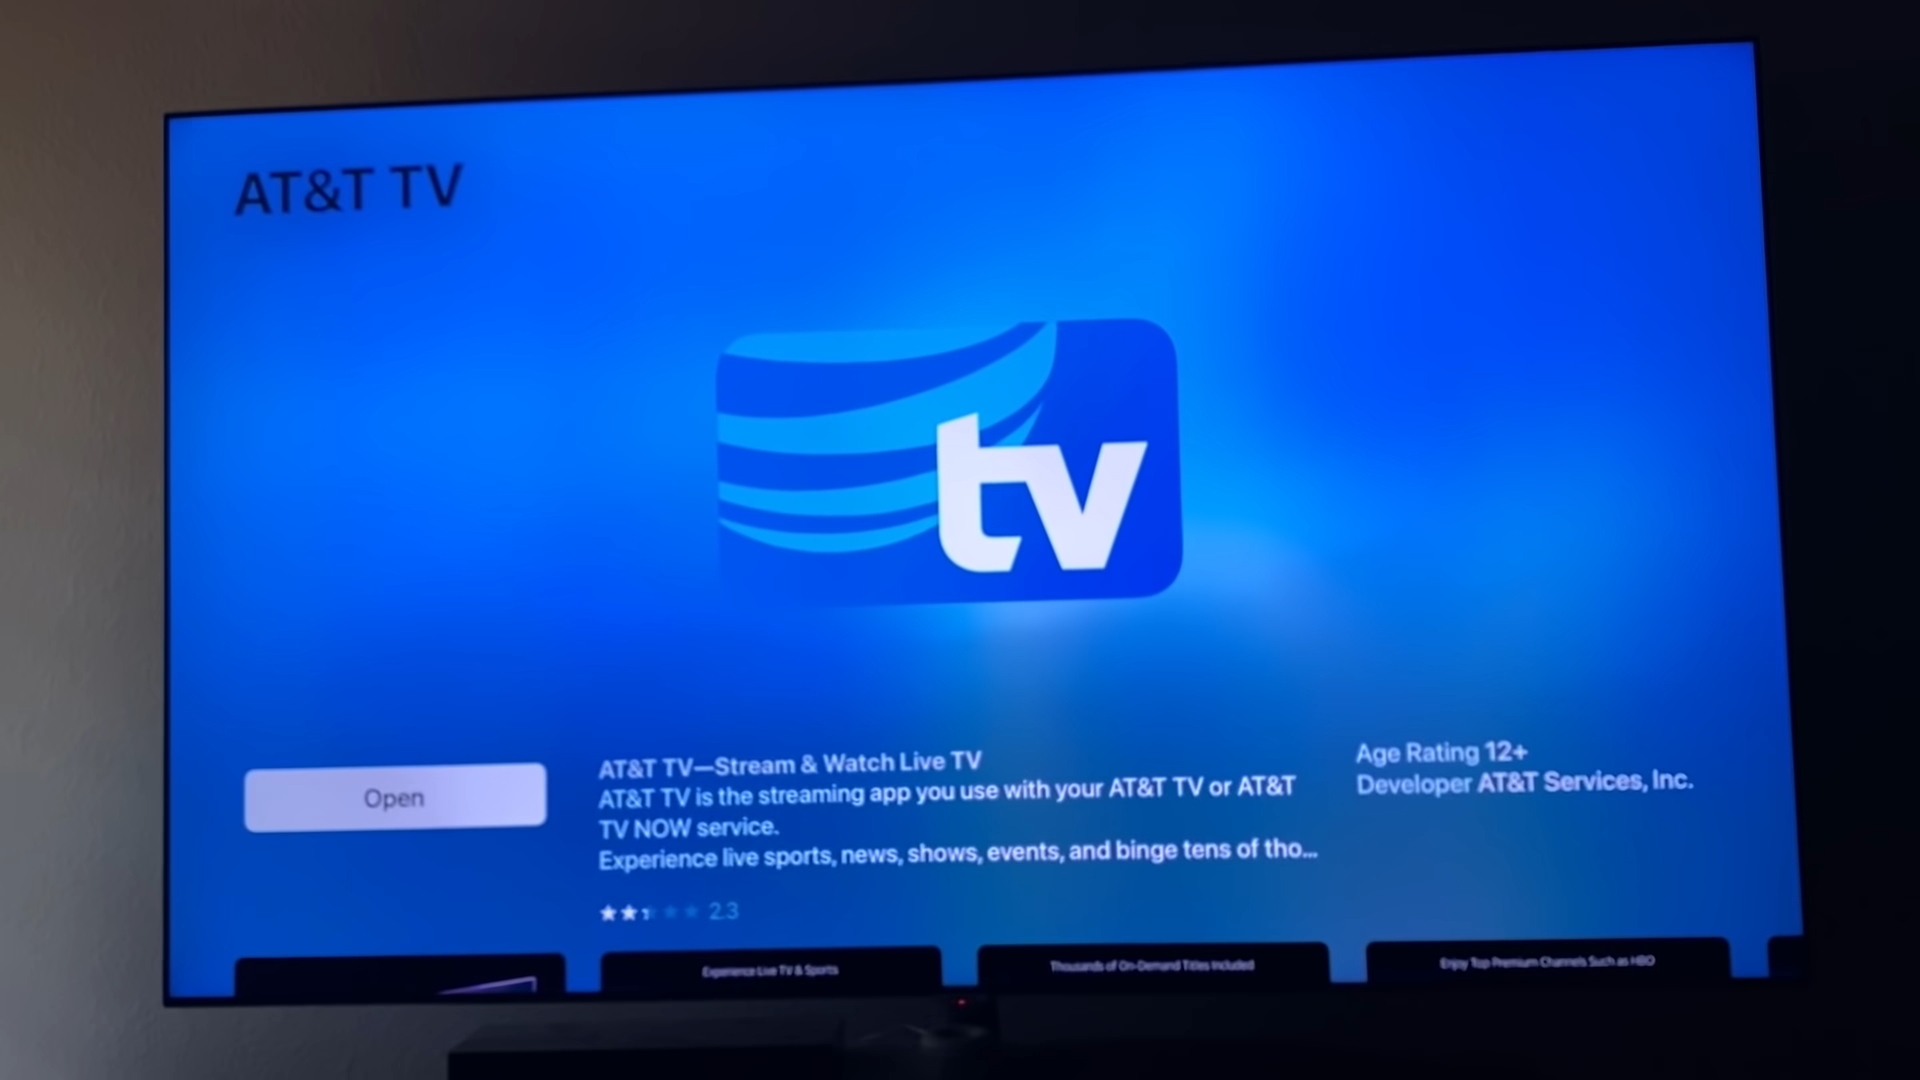 AT&T TV
tv
Open
AT&T TV—Stream & Watch Live TV
AT&T TV is the streaming app you use with your AT&T TV or AT&T
TV NOW service.
Experience live sports, news, shows, events, and binge tens of tho...
2.3
Age Rating 12+
Developer AT&T Services, Inc.
Experience Live TV & Sports
Thousands of On-Demand Titles Included
Enjoy Top Premium Channels Such as HBO